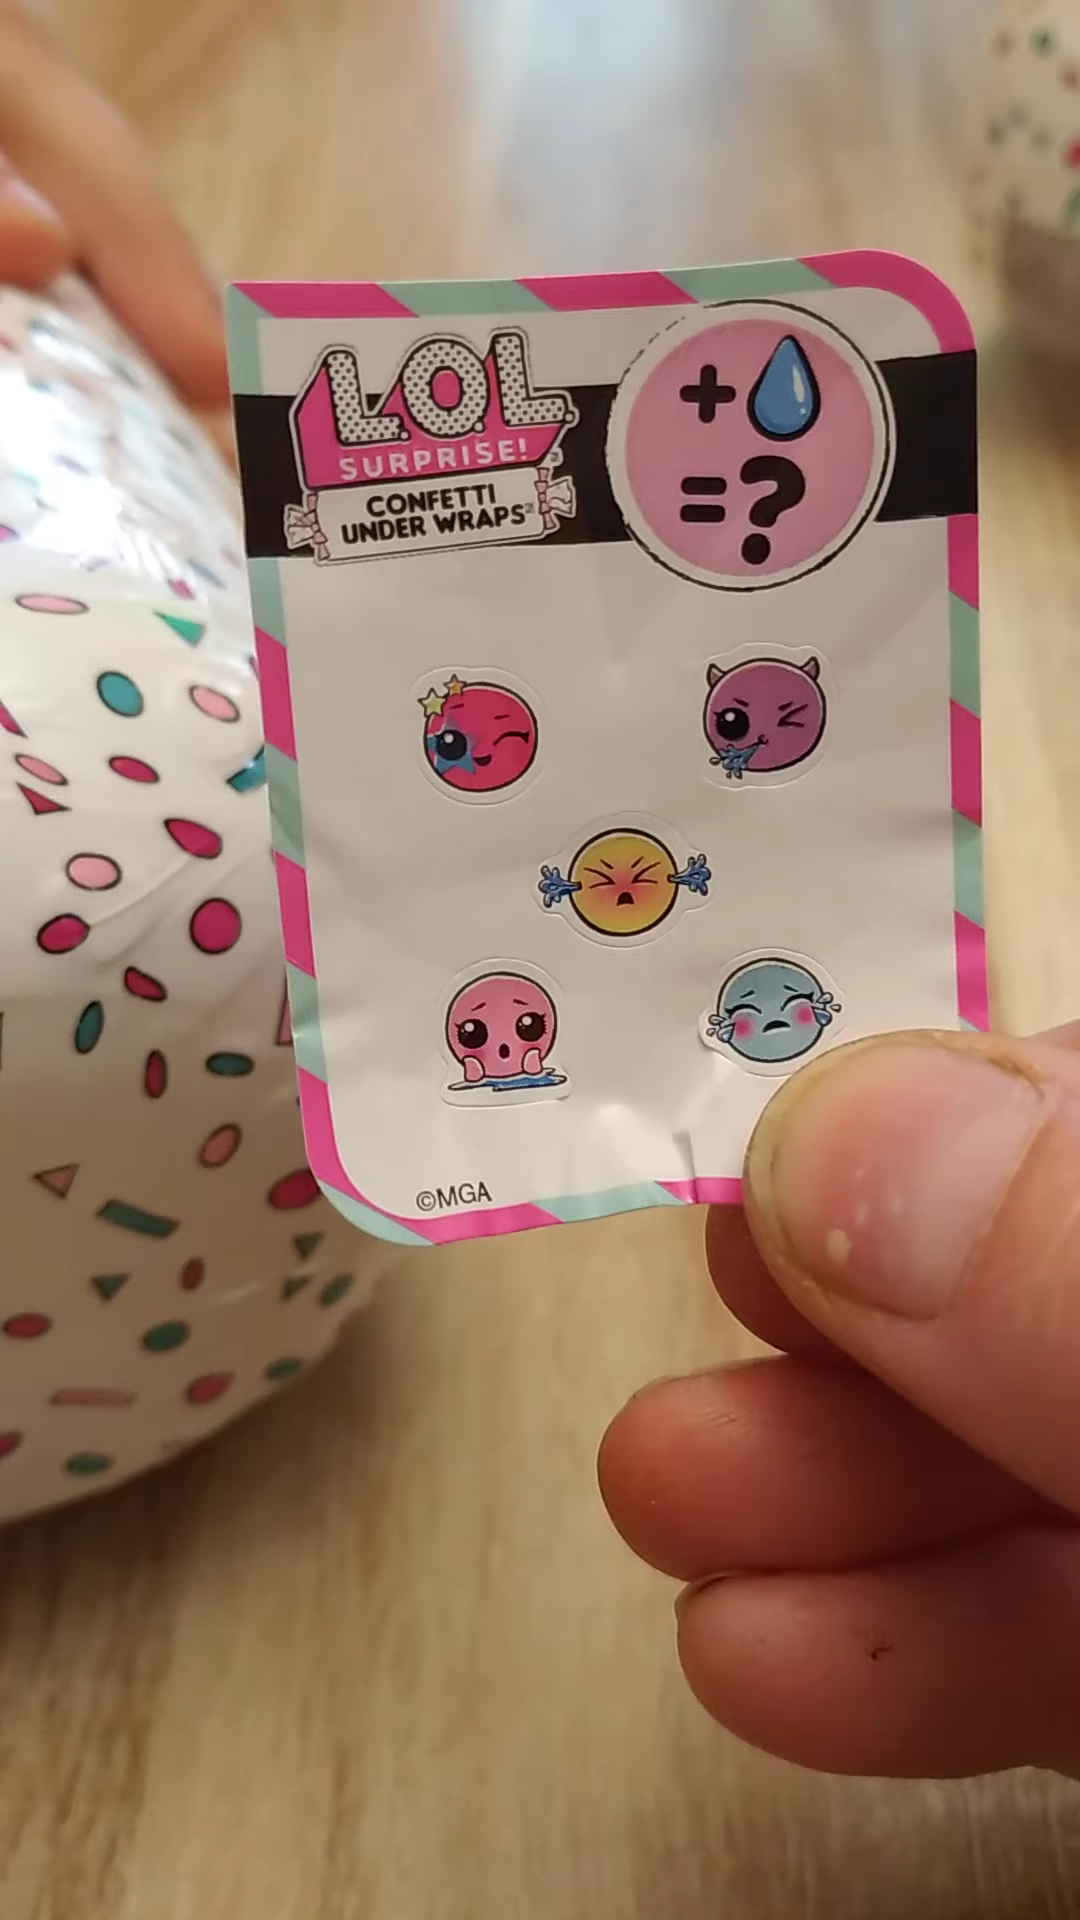 L.O.L.
SURPRISE!
CONFETTI
UNDER WRAPS
+
=?
©MGA